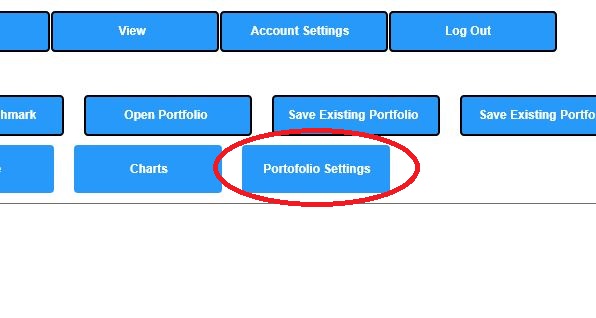 View Account Settings Log Out
hmark Open Portfolio Save Existing Portfolio Save Existing Portfo
e Charts Portofolio Settings